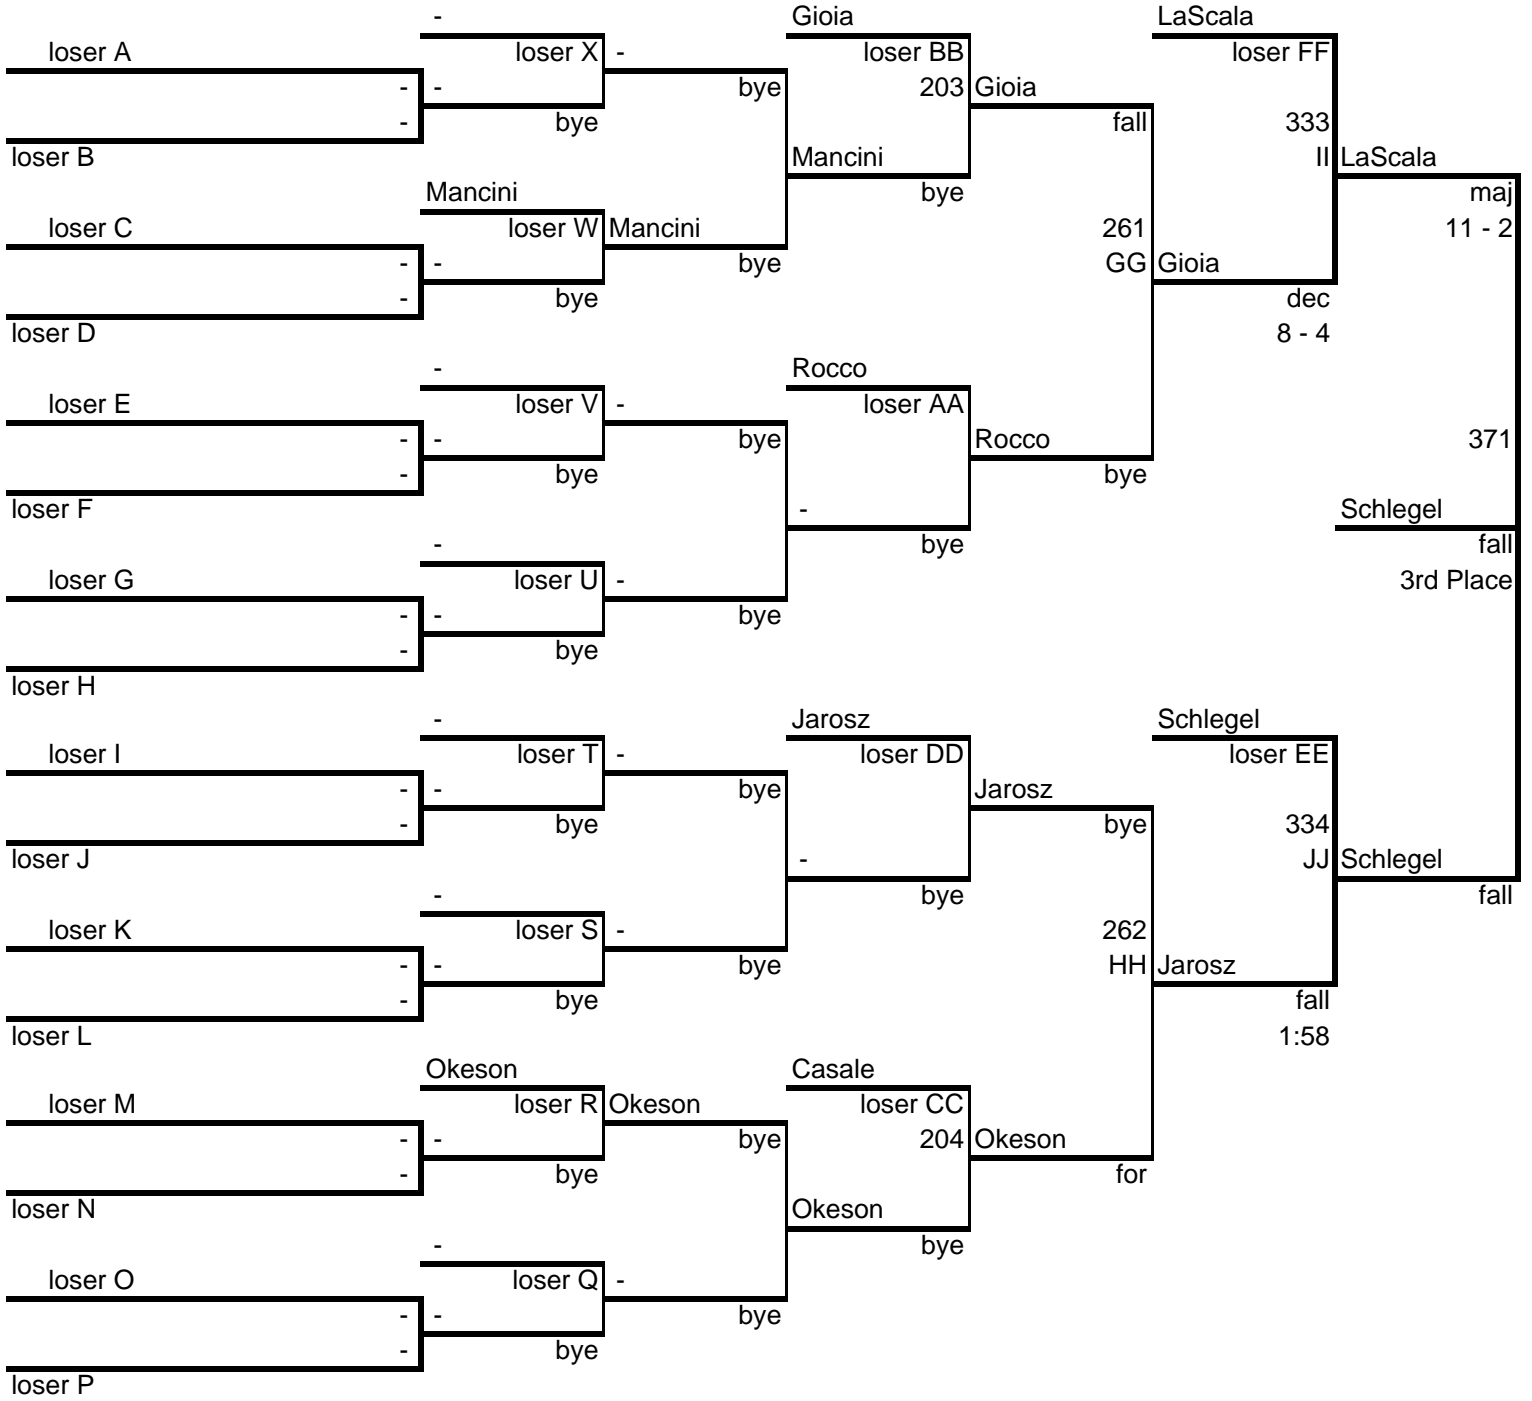 - Gioia LaScala
loser A loser X - loser BB loser FF
- - bye 203 Gioia
- bye fall 333
loser B Mancini II LaScala
Mancini bye maj
loser C loser W Mancini 261 11 - 2
- - bye GG Gioia
- bye dec
loser D 8 - 4
- Rocco
loser E loser V - loser AA
- - bye Rocco 371
- bye bye
loser F - Schlegel
- bye fall
loser G loser U - 3rd Place
- - bye
- bye
loser H
- Jarosz Schlegel
loser I loser T - loser DD loser EE
- - bye Jarosz
- bye bye 334
loser J - JJ Schlegel
- bye fall
loser K loser S - 262
- - bye HH Jarosz
- bye fall
loser L 1:58
Okeson Casale
loser M loser R Okeson loser CC
- - bye 204 Okeson
- bye for
loser N Okeson
- bye
loser O loser Q -
- - bye
- bye
loser P